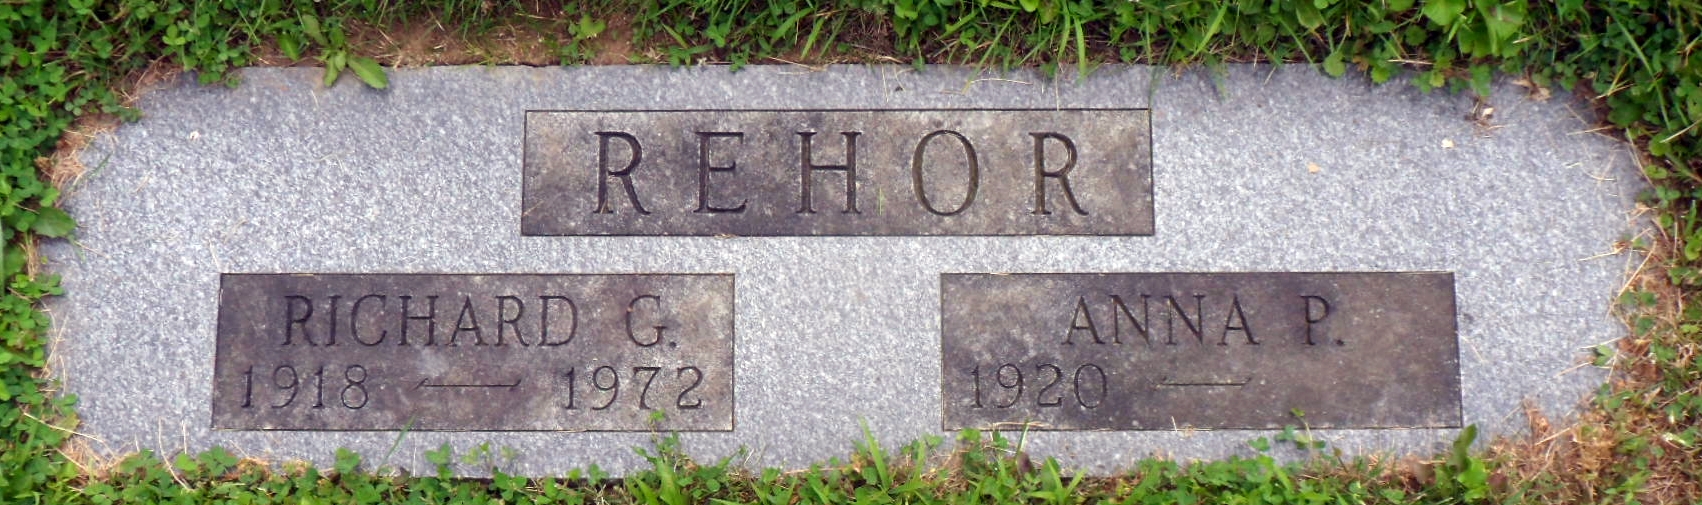 REHOR
RICHARD G.
1918 — 1972
ANNA P.
1920 —